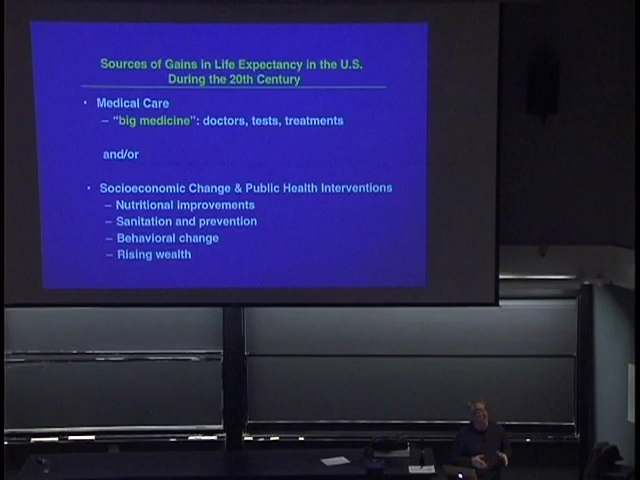 Sources of Gains in Life Expectancy in the U.S.
During the 20th Century
• Medical Care
– “big medicine”: doctors, tests, treatments
and/or
• Socioeconomic Change & Public Health Interventions
– Nutritional improvements
– Sanitation and prevention
– Behavioral change
– Rising wealth